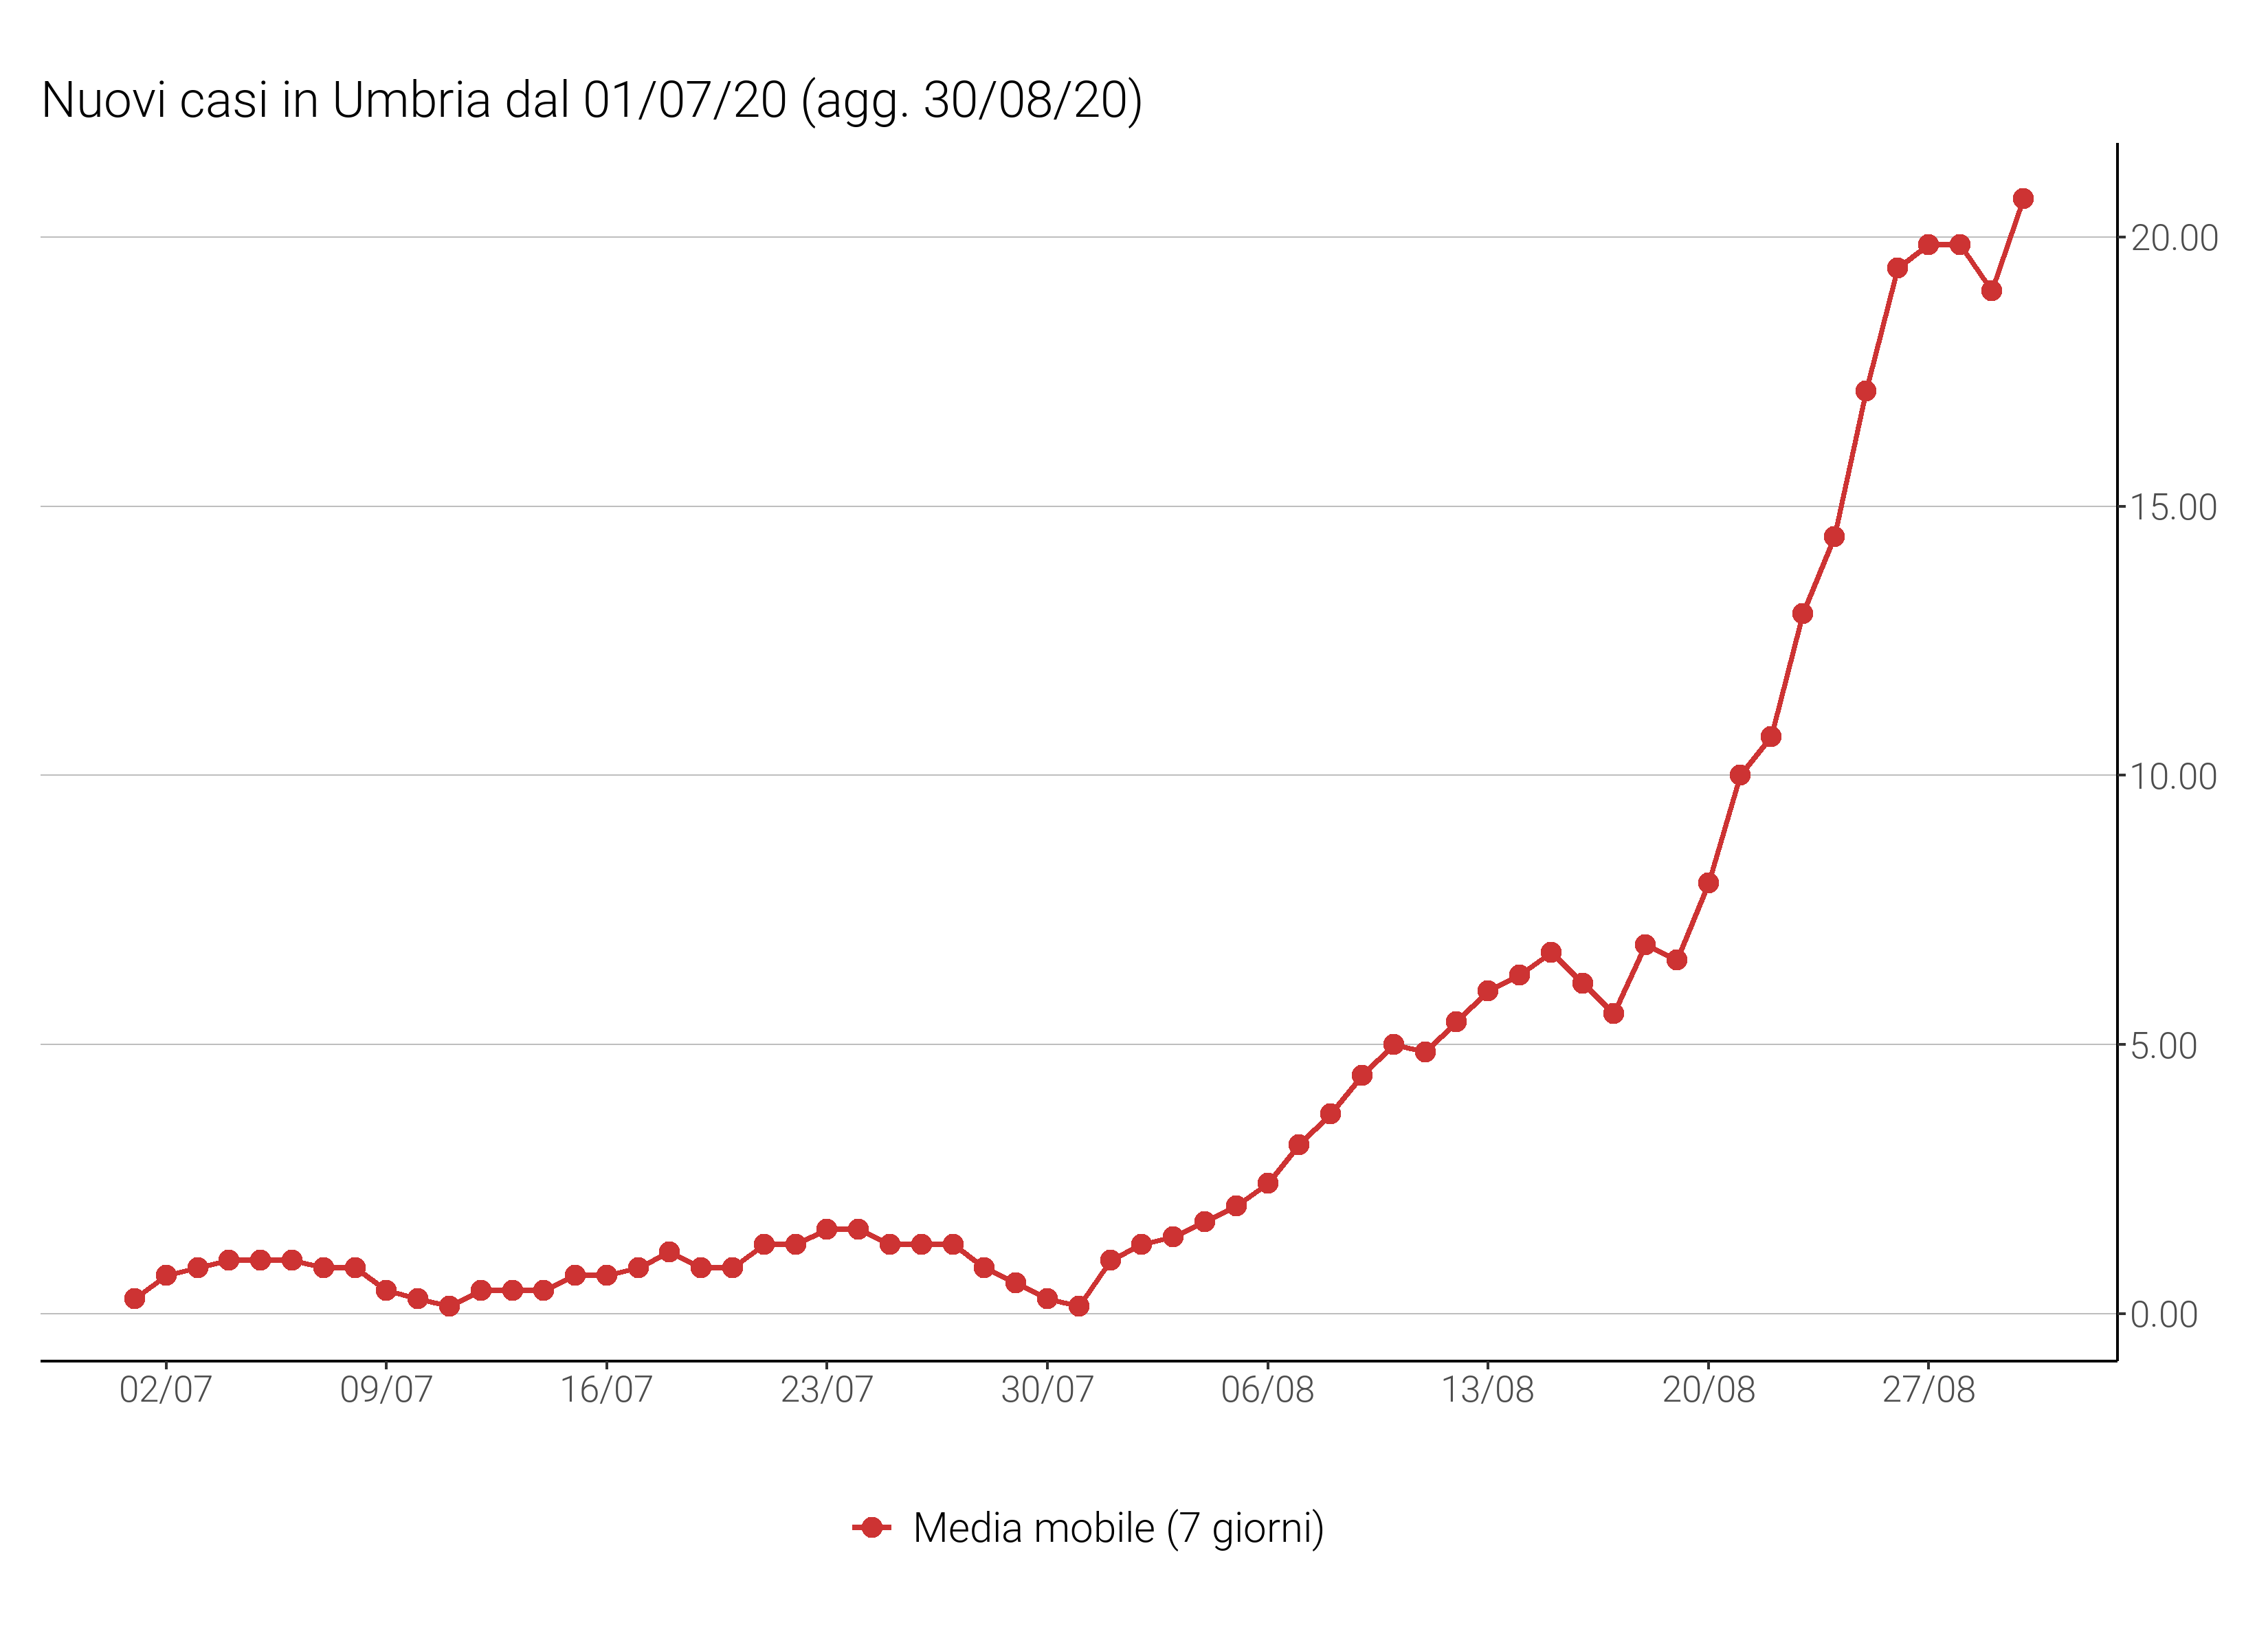 Nuovi casi in Umbria dal 01/07/20 (agg. 30/08/20)
20.00
15.00
10.00
5.00
0.00
02/07 09/07 16/07 23/07 30/07 06/08 13/08 20/08 27/08
Media mobile (7 giorni)